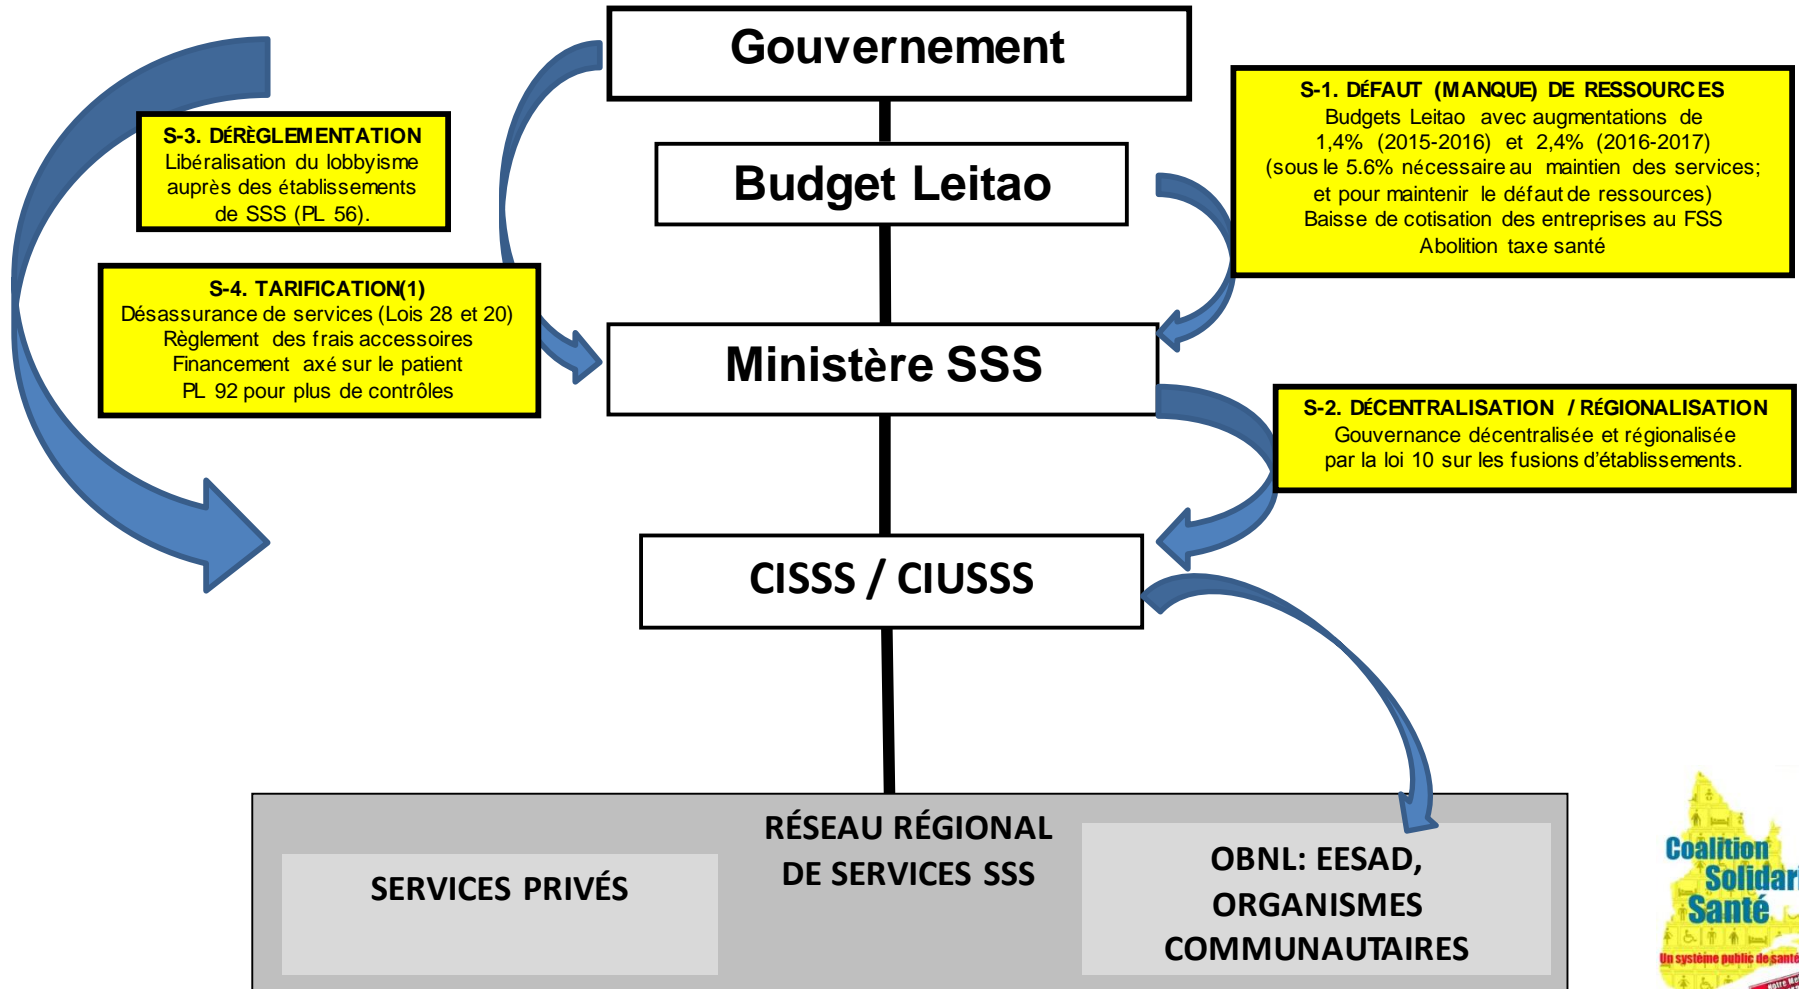 Gouvernement
S-3. DÉRÈGLEMENTATION
Libéralisation du lobbyisme
auprès des établissements
de SSS (PL 56).
Budget Leitao
S-1. DÉFAUT (MANQUE) DE RESSOURCES
Budgets Leitao avec augmentations de
1,4% (2015-2016) et 2,4% (2016-2017)
(sous le 5.6% nécessaire au maintien des services;
et pour maintenir le défaut de ressources)
Baisse de cotisation des entreprises au FSS
Abolition taxe santé
S-4. TARIFICATION(1)
Désassurance de services (Lois 28 et 20)
Règlement des frais accessoires
Financement axé sur le patient
PL 92 pour plus de contrôles
Ministère SSS
S-2. DÉCENTRALISATION / RÉGIONALISATION
Gouvernance décentralisée et régionalisée
par la loi 10 sur les fusions d'établissements.
CISSS / CIUSSS
RÉSEAU RÉGIONAL
DE SERVICES SSS
SERVICES PRIVÉS
OBNL: EESAD,
ORGANISMES
COMMUNAUTAIRES
Coalition
Solidari
Santé
Un système public de santé